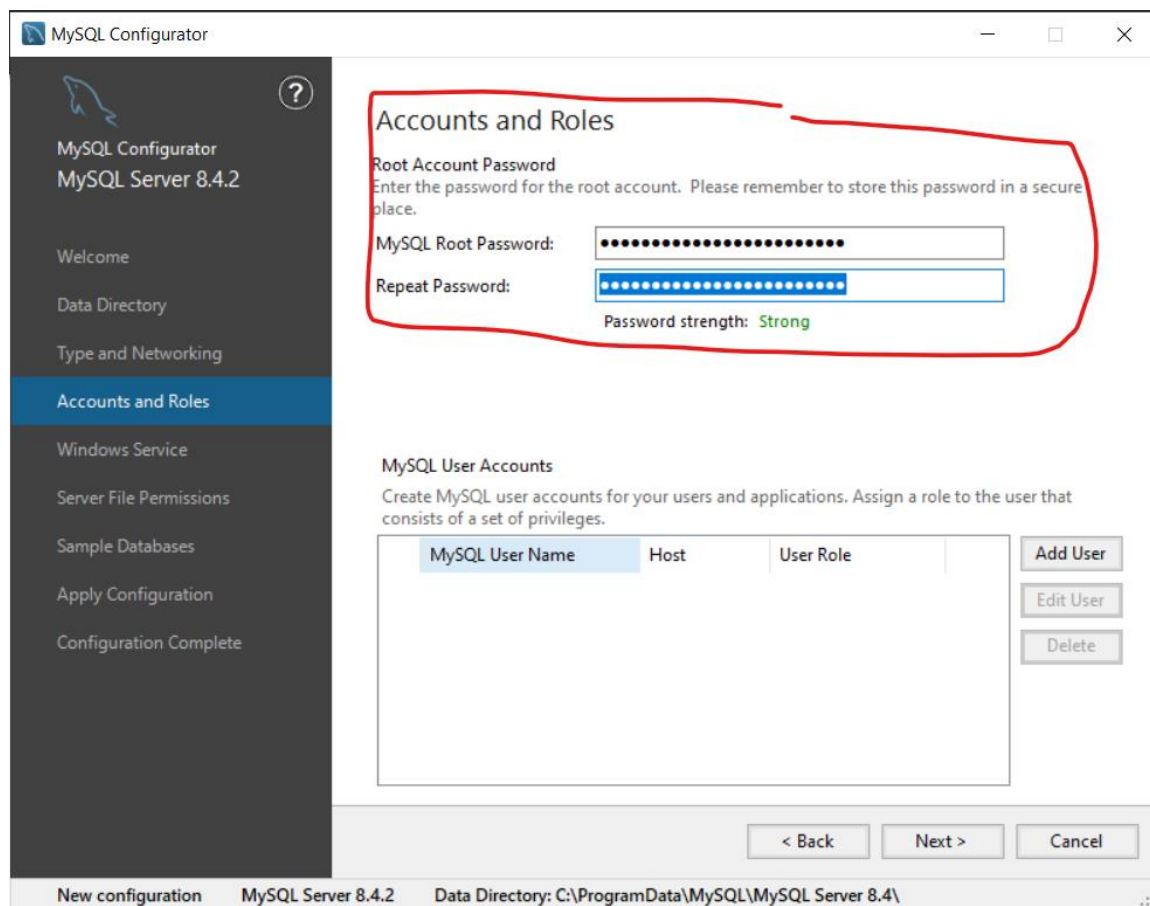 MySQL Configurator
?
MySQL Configurator
MySQL Server 8.4.2
Welcome
Data Directory
Type and Networking
Accounts and Roles
Windows Service
Server File Permissions
Sample Databases
Apply Configuration
Configuration Complete
Accounts and Roles
Root Account Password
Enter the password for the root account. Please remember to store this password in a secure
place.
MySQL Root Password:
Repeat Password:
Password strength: Strong
MySQL User Accounts
Create MySQL user accounts for your users and applications. Assign a role to the user that
consists of a set of privileges.
MySQL User Name Host User Role
Add User
Edit User
Delete
< Back Next > Cancel
New configuration MySQL Server 8.4.2 Data Directory: C:\ProgramData\MySQL\MySQL Server 8.4\